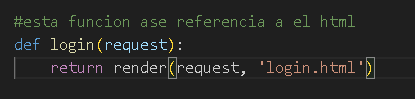 #esta funcion ase referencia a el html
def login(request):
    return render(request, 'login.html')